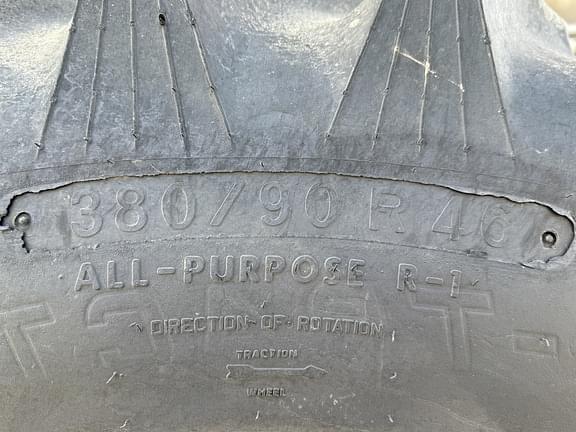 380/90 R 46
ALL-PURPOSE R-1
DIRECTION-OF-ROTATION
TRACTION
WHEEL